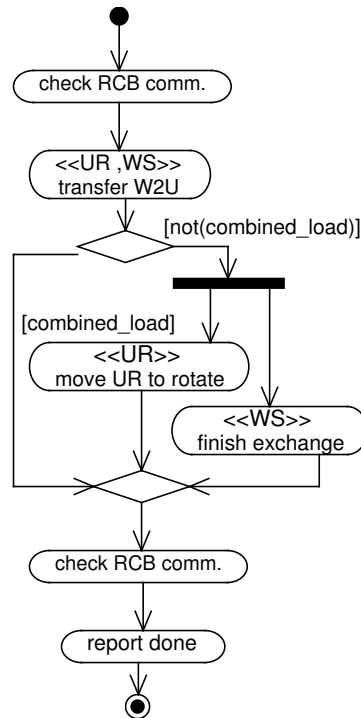 check RCB comm.
<<UR ,WS>>
transfer W2U
[not(combined_load)]
[combined_load]
<<UR>>
move UR to rotate
<<WS>>
finish exchange
check RCB comm.
report done